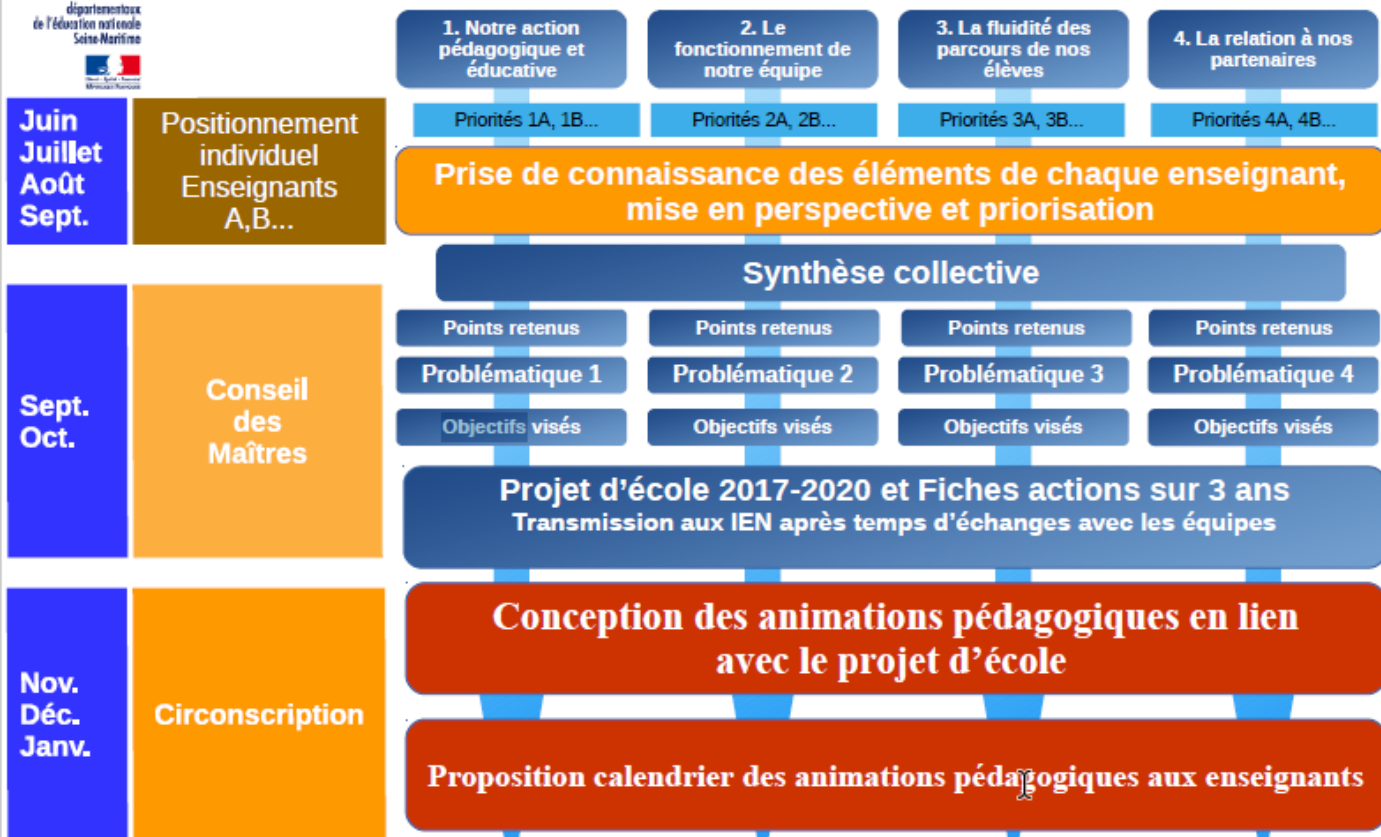 départementaux
de l'éducation nationale
Seine-Maritime
1. Notre action
pédagogique et
éducative
2. Le
fonctionnement de
notre équipe
3. La fluidité des
parcours de nos
élèves
4. La relation à nos
partenaires
Juin
Juillet
Août
Sept.
Positionnement
individuel
Enseignants
A,B...
Priorités 1A, 1B...
Priorités 2A, 2B...
Priorités 3A, 3B...
Priorités 4A, 4B...
Prise de connaissance des éléments de chaque enseignant,
mise en perspective et priorisation
Synthèse collective
Sept.
Oct.
Conseil
des
Maîtres
Points retenus
Points retenus
Points retenus
Points retenus
Problématique 1
Problématique 2
Problématique 3
Problématique 4
Objectifs visés
Objectifs visés
Objectifs visés
Objectifs visés
Projet d'école 2017-2020 et Fiches actions sur 3 ans
Transmission aux IEN après temps d'échanges avec les équipes
Nov.
Déc.
Janv.
Circonscription
Conception des animations pédagogiques en lien
avec le projet d'école
Proposition calendrier des animations pédagogiques aux enseignants